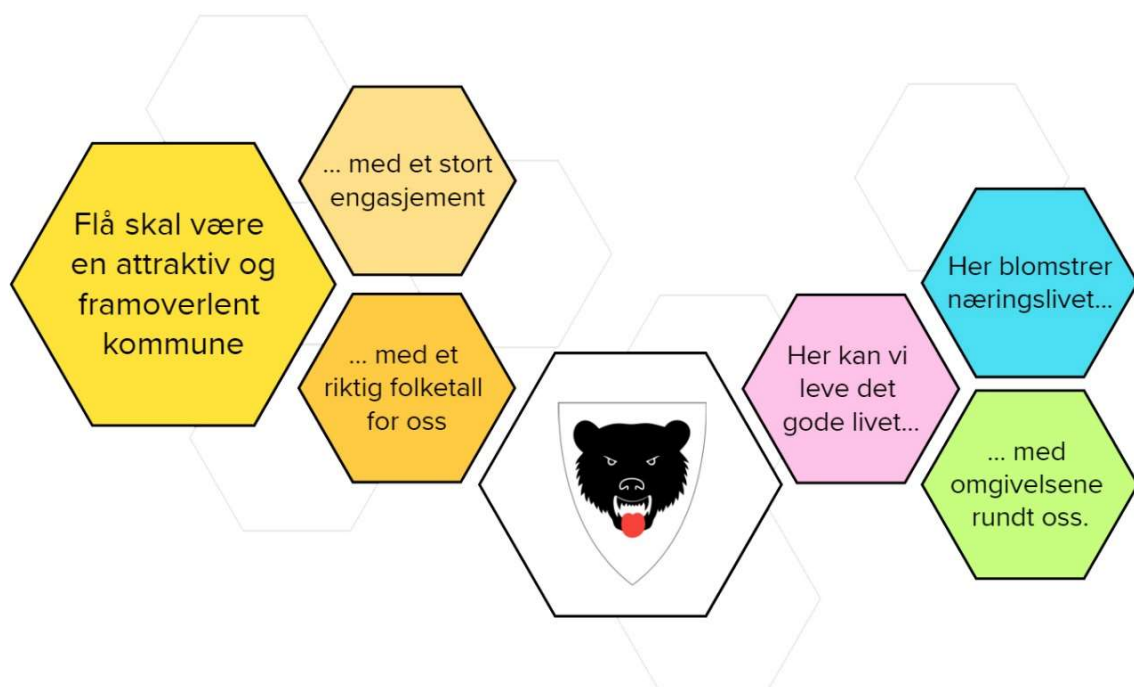 Flå skal være
en attraktiv og
framoverlent
kommune
... med et stort
engasjement
... med et
riktig folketall
for oss
Her kan vi
leve det
gode livet...
Her blomstrer
næringslivet...
... med
omgivelsene
rundt oss.